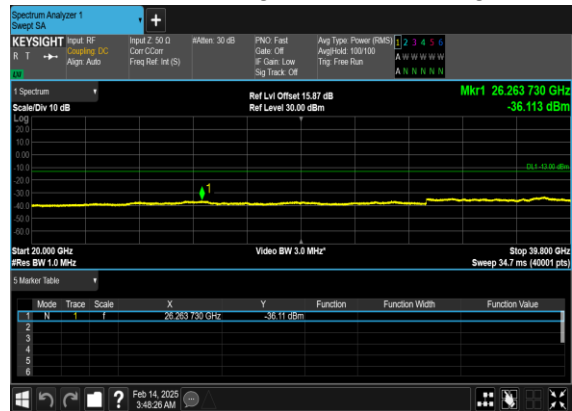 Spectrum Analyzer 1
Swept SA
+
KEYSIGHT Input: RF Input Z: 50 Ω #Atten: 30 dB PNO: Fast Avg Type: Power (RMS) 1 2 3 4 5 6
R T Coupling: DC Corr CCorr Gate: Off Avg|Hold: 100/100 A W W W W W
Align: Auto Freq Ref: Int (S) IF Gain: Low Trig: Free Run
LW Sig Track: Off A N N N N N
1 Spectrum Ref Lvl Offset 15.87 dB Mkr1 26.263 730 GHz
Scale/Div 10 dB Ref Level 30.00 dBm -36.113 dBm
Log
20.0
10.0
0.00
-10.0
DL1 -13.00 dBm
-20.0
-30.0
1
-40.0
-50.0
-60.0
Start 20.000 GHz Video BW 3.0 MHz* Stop 39.800 GHz
#Res BW 1.0 MHz Sweep 34.7 ms (40001 pts)
5 Marker Table
Mode Trace Scale X Y Function Function Width Function Value
1 N 1 f 26.263 730 GHz -36.11 dBm
2
3
4
5
6
? Feb 14, 2025
3:48:26 AM